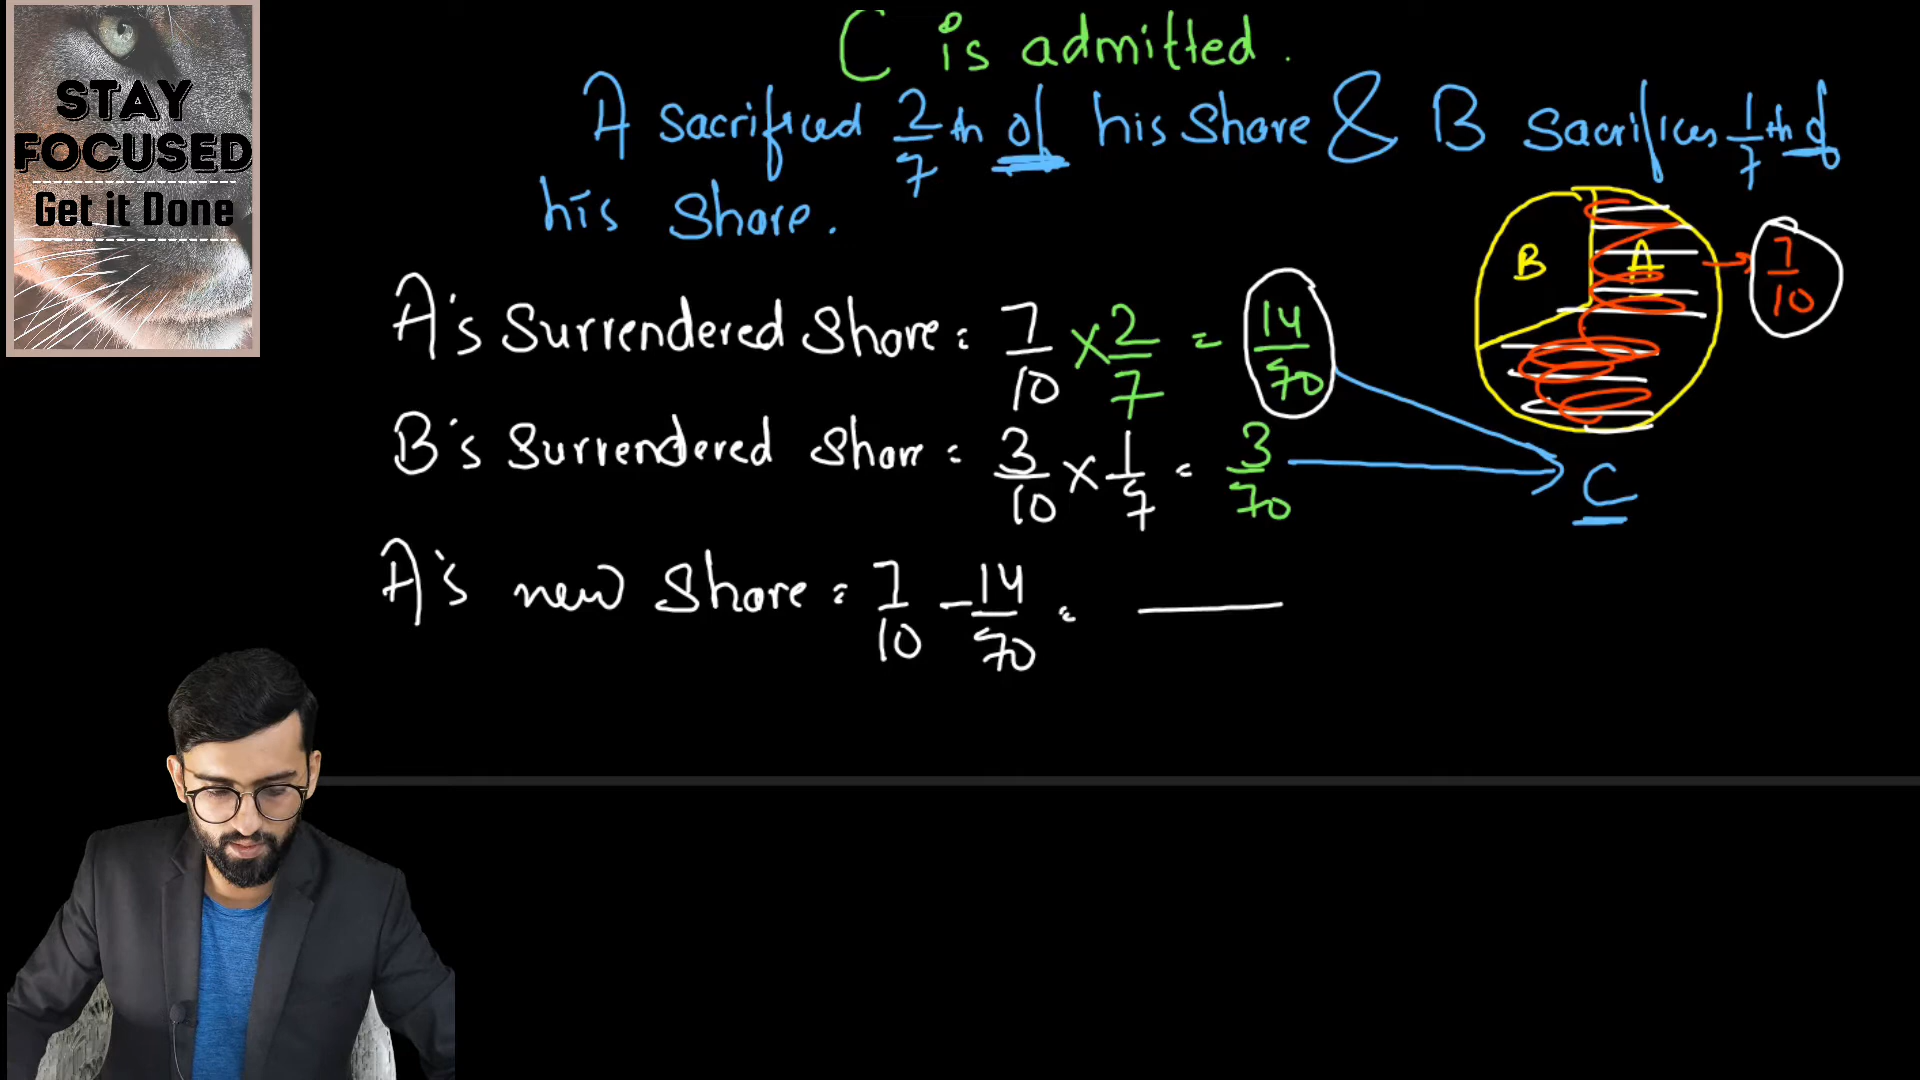 STAY
FOCUSED
Get it Done
C is admitted.
A sacrificed 2/7th of his share & B sacrifices 1/7th of
his share.
B A → 7/10
A's Surrendered Share = 7/10 × 2/7 = 14/70
B's Surrendered Share = 3/10 × 1/7 = 3/70
C
A's new Share = 7/10 - 14/70 =